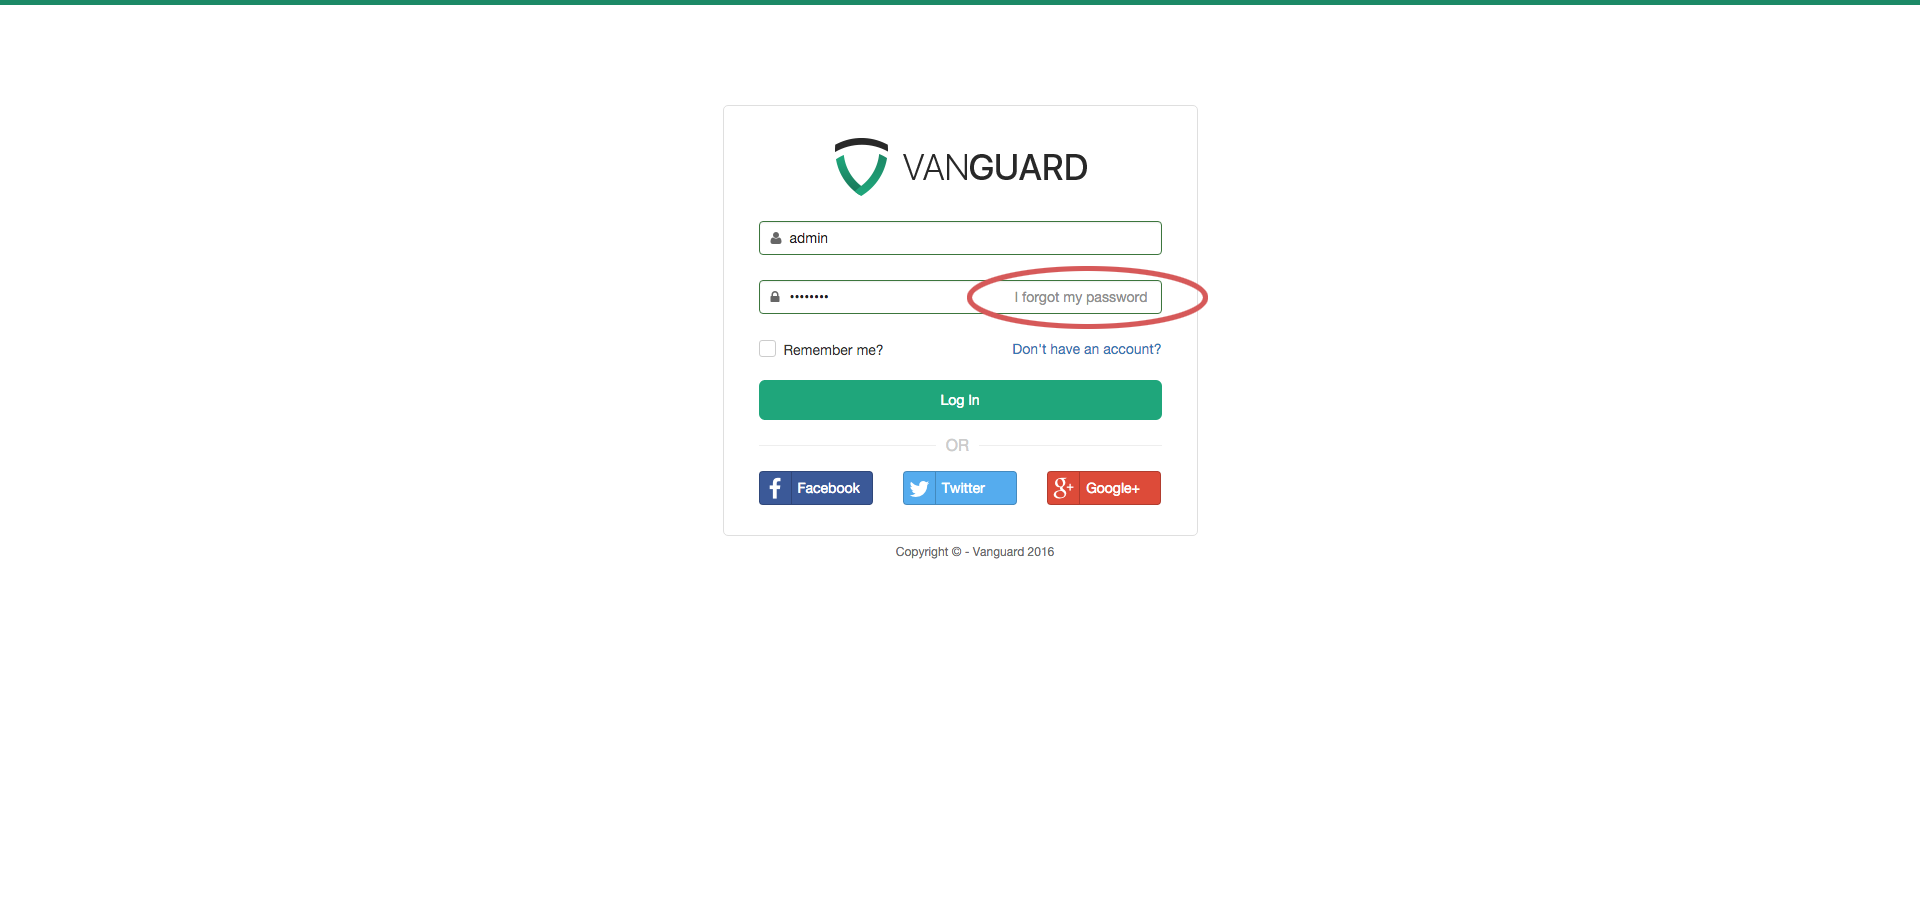 VANGUARD
admin
•••••••• I forgot my password
Remember me? Don't have an account?
Log In
OR
f Facebook Twitter g+ Google+
Copyright © - Vanguard 2016